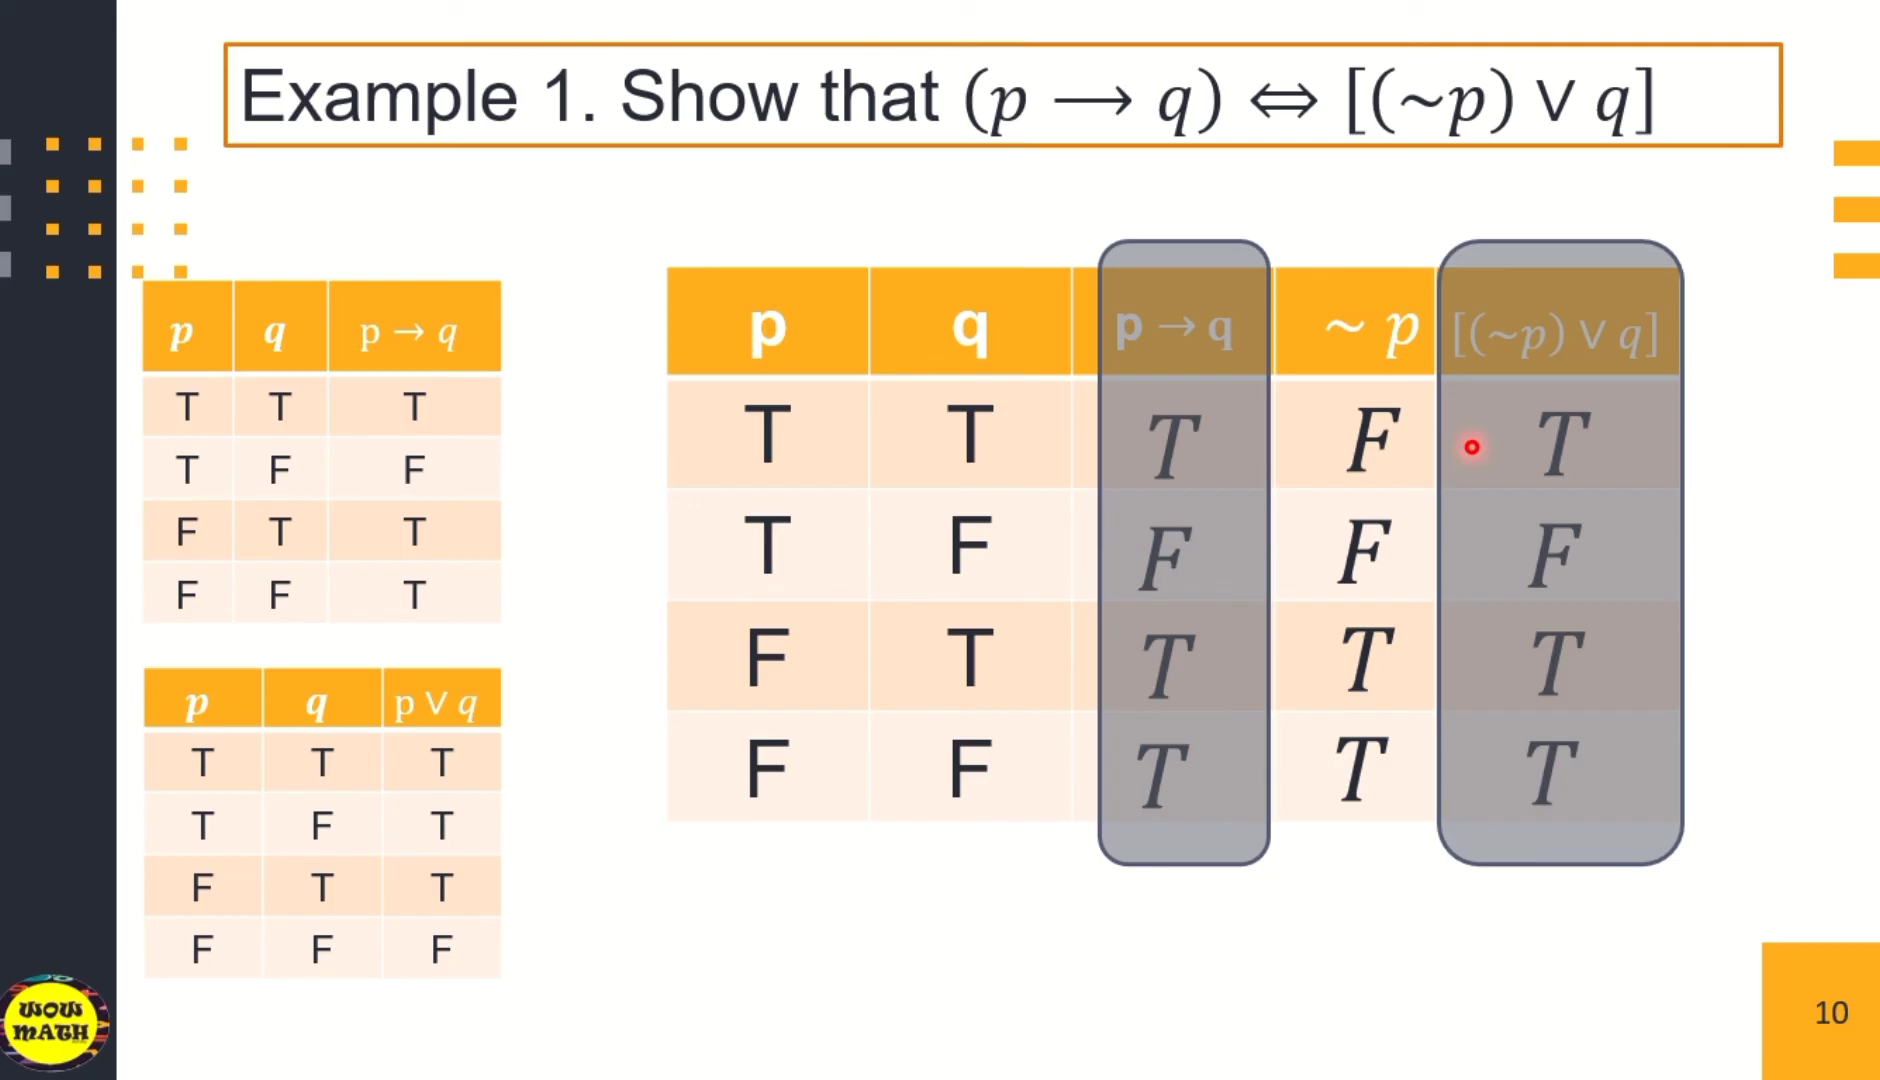 Example 1. Show that (p ⟶ q) ⇔ [(~p) ∨ q]
p q p → q
T T T
T F F
F T T
F F T
p q p ∨ q
T T T
T F T
F T T
F F F
p q p → q ~ p [(~p) ∨ q]
T T T F T
T F F F F
F T T T T
F F T T T
WOW
MATH
10